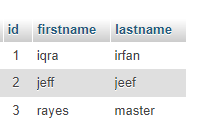 id firstname lastname
1 iqra irfan
2 jeff jeef
3 rayes master